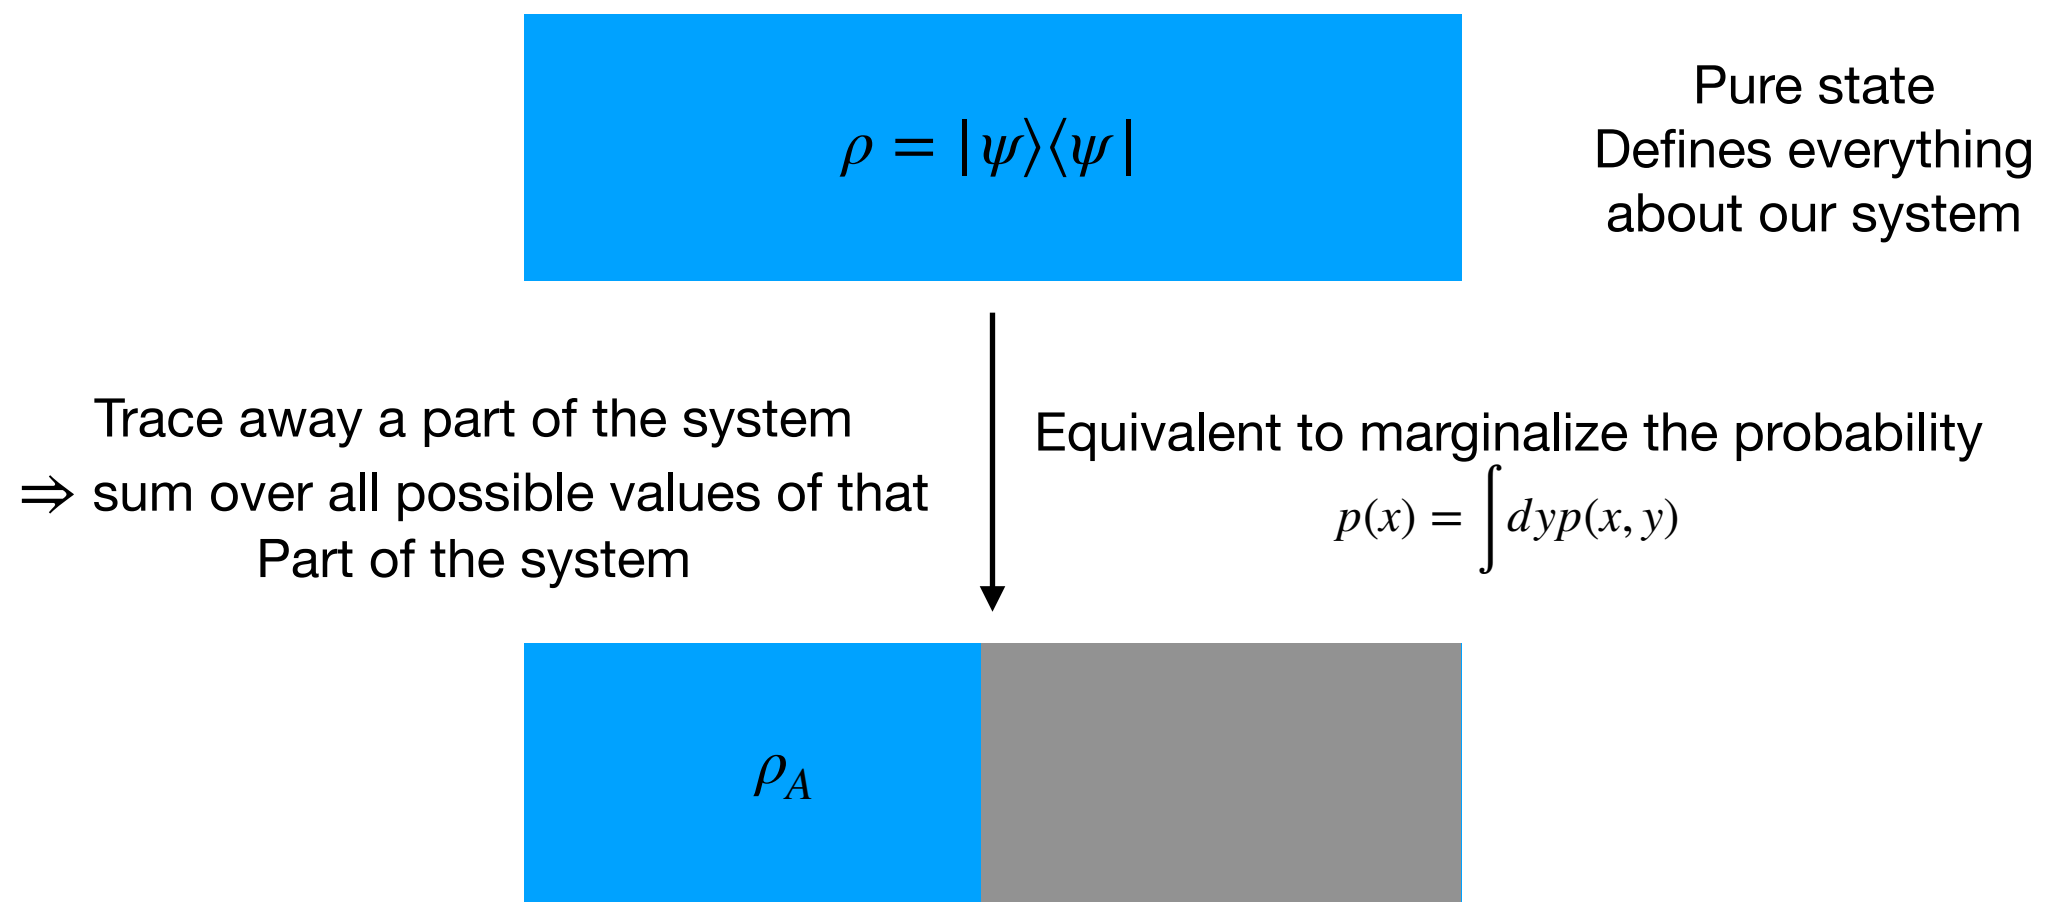 ρ = |ψ⟩⟨ψ|
Pure state
Defines everything
about our system
Trace away a part of the system
⇒ sum over all possible values of that
Part of the system
Equivalent to marginalize the probability
p(x) = ∫dyp(x, y)
ρ_A